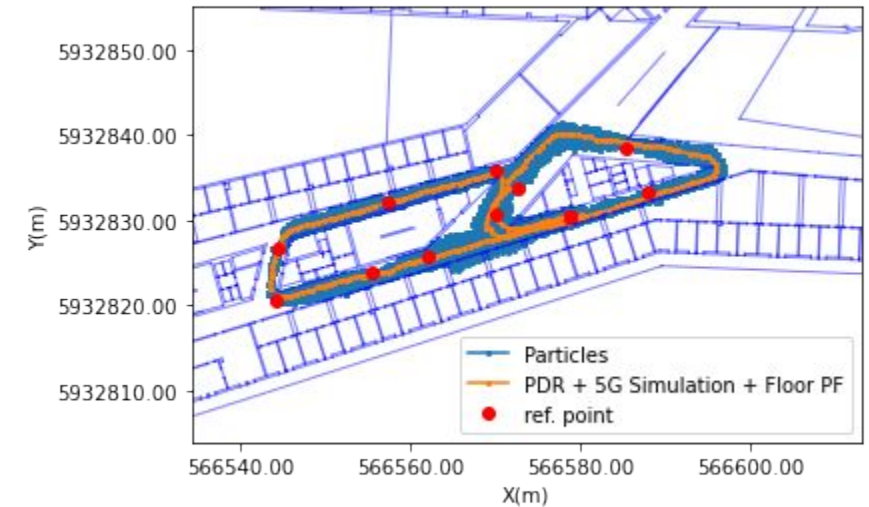 5932850.00
5932840.00
5932830.00
5932820.00
5932810.00
Y(m)
Particles
PDR + 5G Simulation + Floor PF
ref. point
566540.00 566560.00 566580.00 566600.00
X(m)